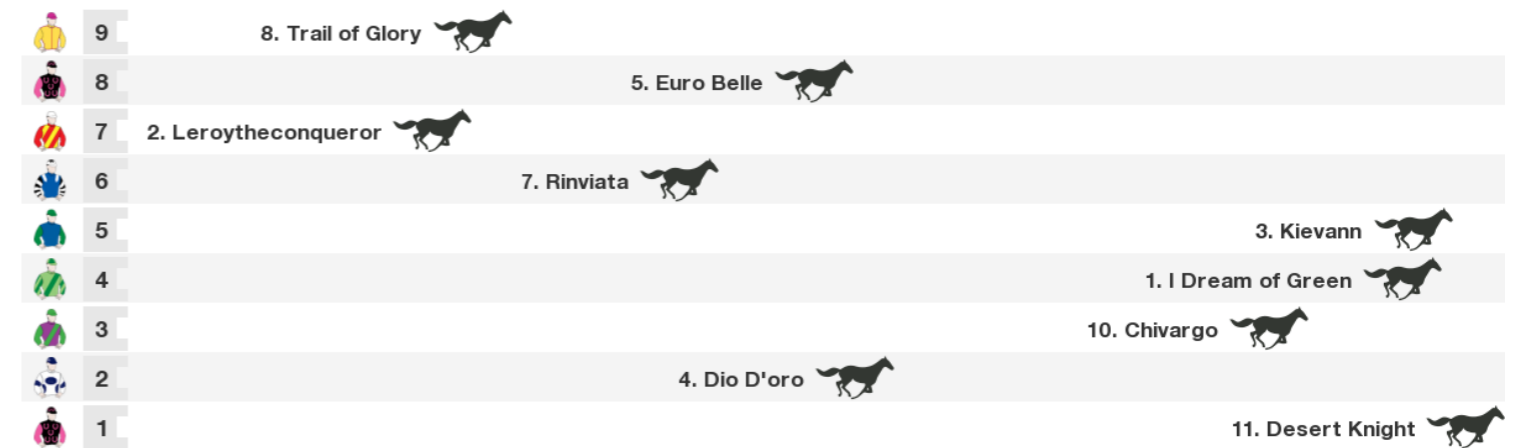 9 8. Trail of Glory
8 5. Euro Belle
7 2. Leroytheconqueror
6 7. Rinviata
5 3. Kievann
4 1. I Dream of Green
3 10. Chivargo
2 4. Dio D'oro
1 11. Desert Knight